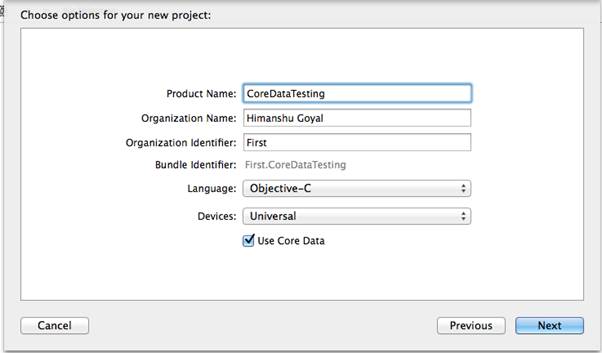 Choose options for your new project:
Product Name: CoreDataTesting
Organization Name: Himanshu Goyal
Organization Identifier: First
Bundle Identifier: First.CoreDataTesting
Language: Objective-C
Devices: Universal
Use Core Data
Cancel Previous Next